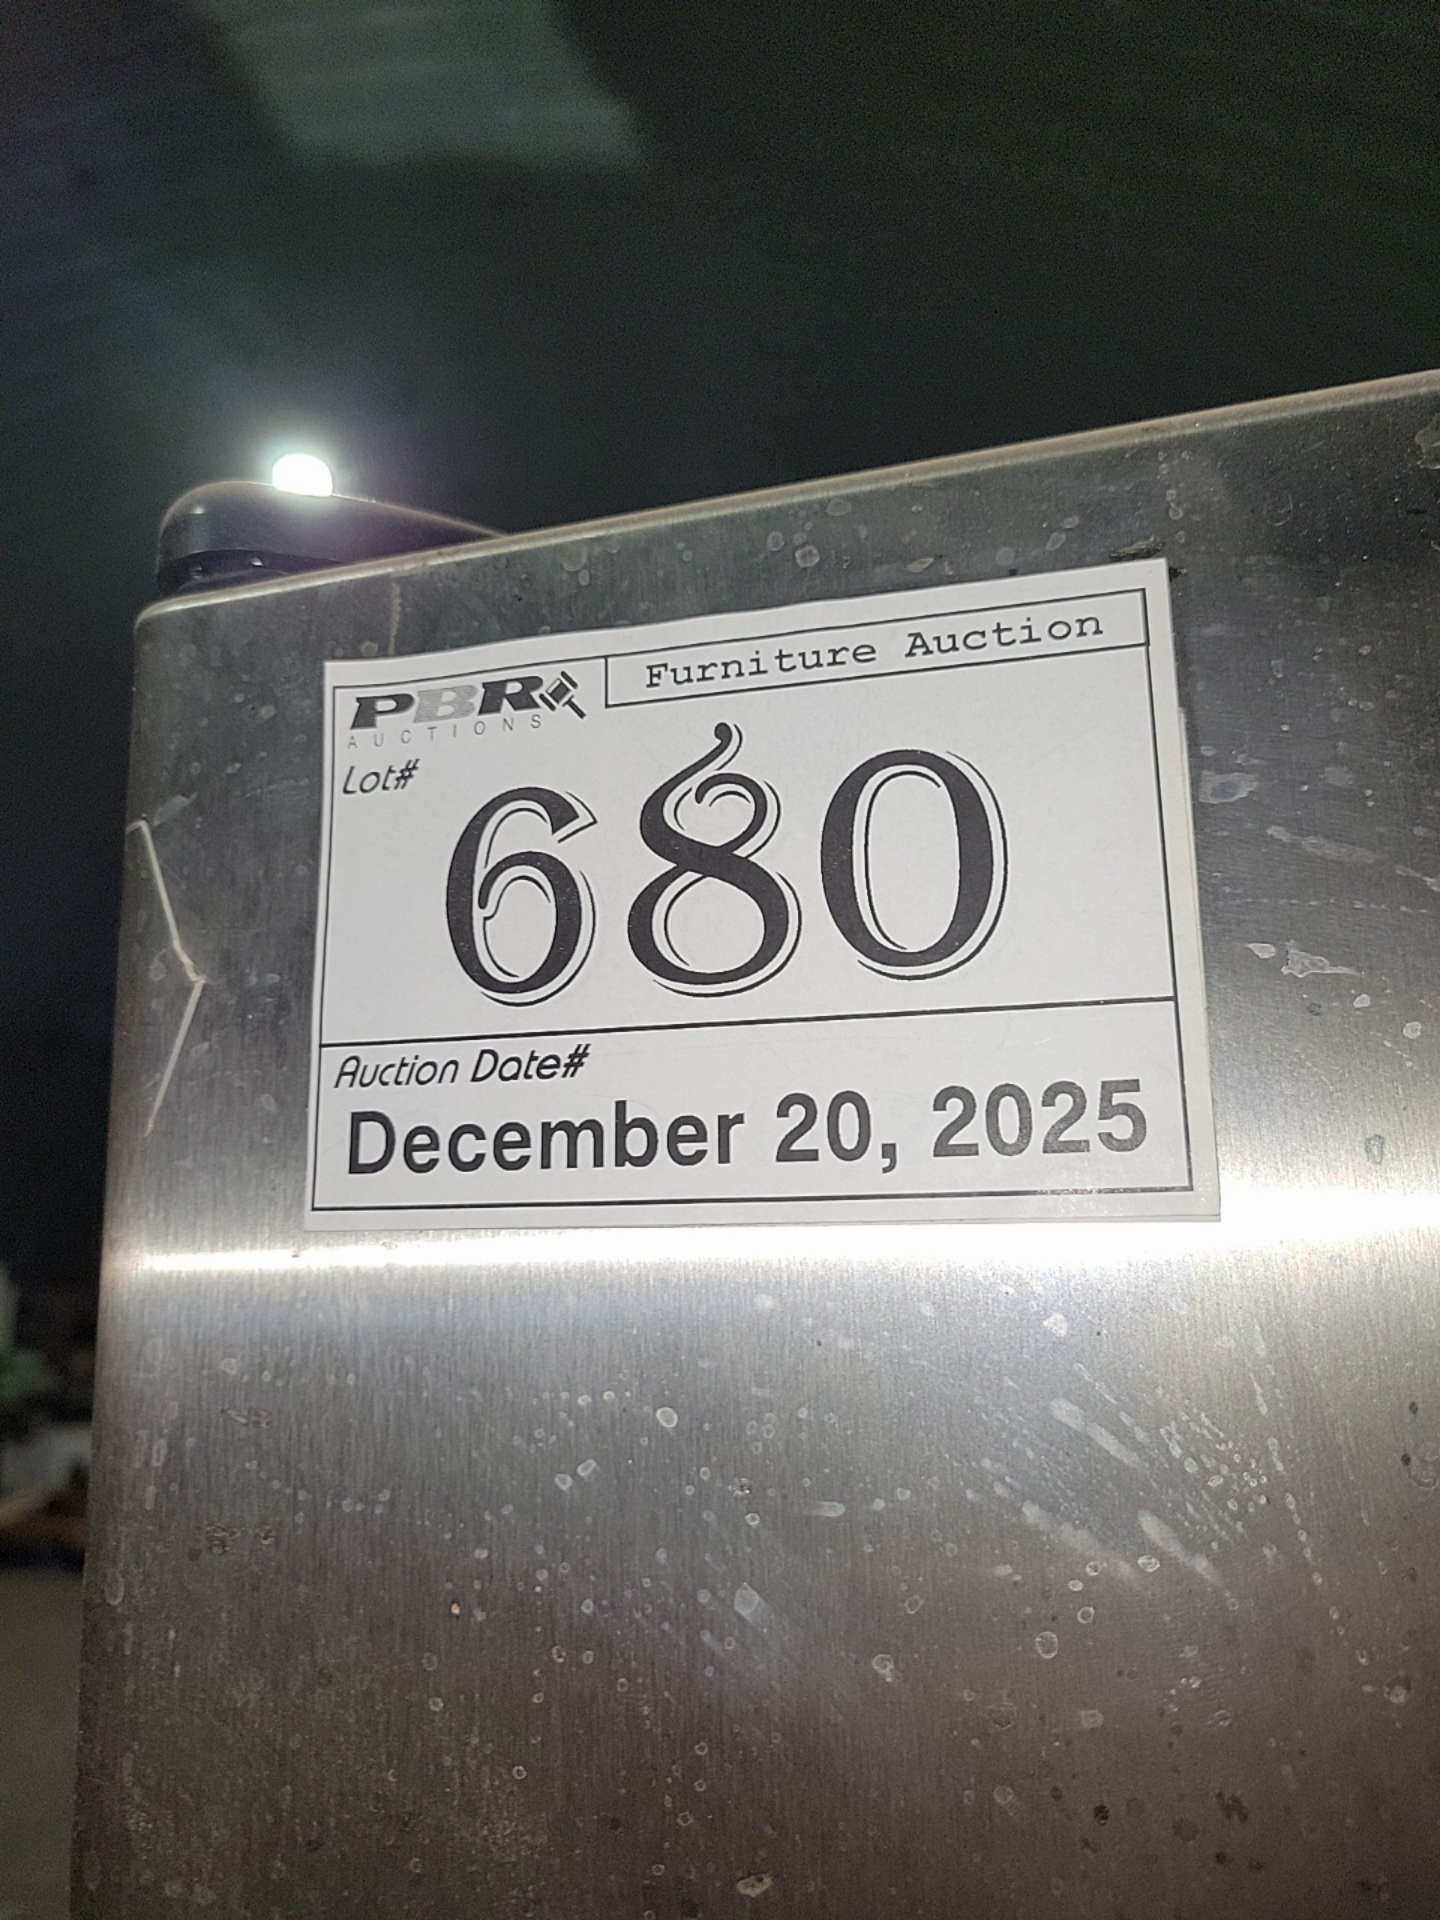 PBR
AUCTIONS
Furniture Auction
Lot#
680
Auction Date#
December 20, 2025